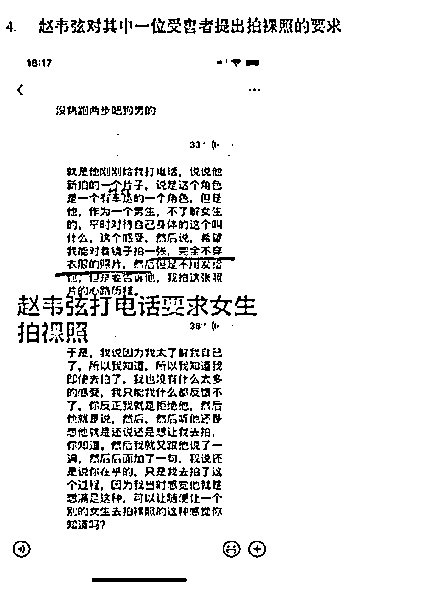 4. 赵韦弦对其中一位受害者提出拍裸照的要求
18:17
没快跑两步吧狗男的
33"
就是他刚刚给我打电话，说说他
新拍的一个片子，说是这个角色
是一个有
的一个角色，但是
他，作为一个男生，不了解女生
的，平时对待自己身体的这个叫
什么，这个感受，然后说，希望
我能对着镜子拍一张，完全不穿
衣服的照片，然后但是不用发给
他，但是要告诉他，我拍这张照
片的心路历程。
赵韦弦打电话要求女生
拍裸照
38"
于是，我说因为我太了解我自己
了，所以我知道，所以我知道我
即使去拍了，我也没有什么太多
的感受，我只能我什么都反馈不
了，你反正我就是拒绝他，然后
他就是说，然后，然后听他还是
想他就是还说还是想让我去拍，
你知道，然后我就又跟他说了一
遍，然后后面加了一句，我说还
是说你在乎的，只是我去拍了这
个过程，因为我当时感觉他就是
想满足这种，可以让随便让一个
别的女生去拍裸照的这种感觉你
知道吗？